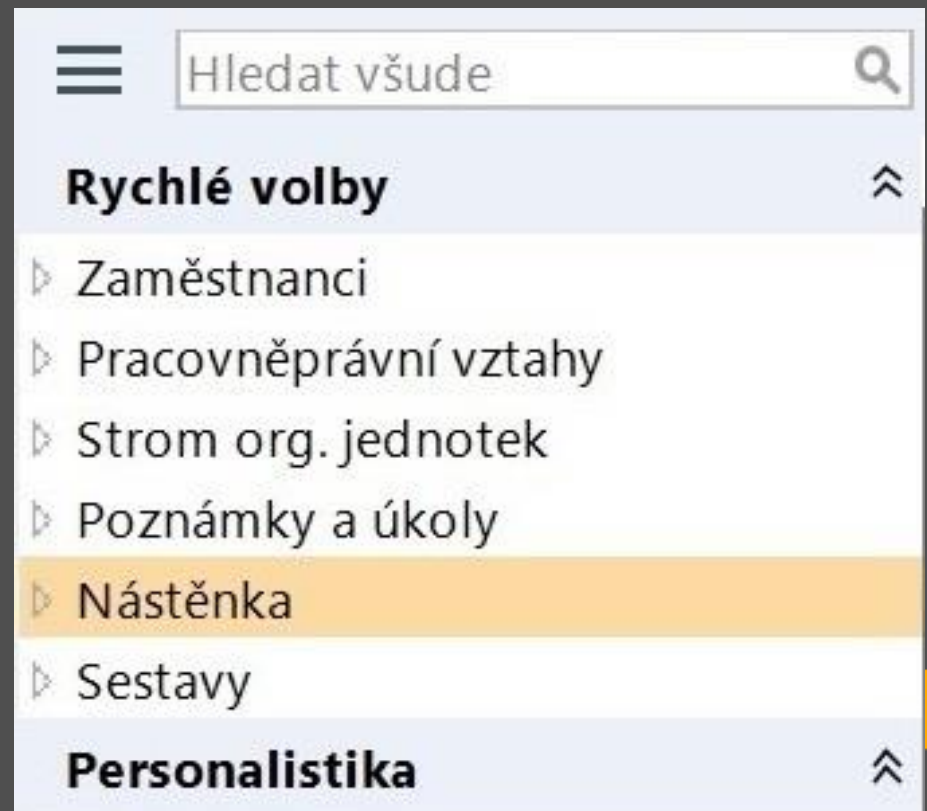 Hledat všude
Rychlé volby
Zaměstnanci
Pracovněprávní vztahy
Strom org. jednotek
Poznámky a úkoly
Nástěnka
Sestavy
Personalistika